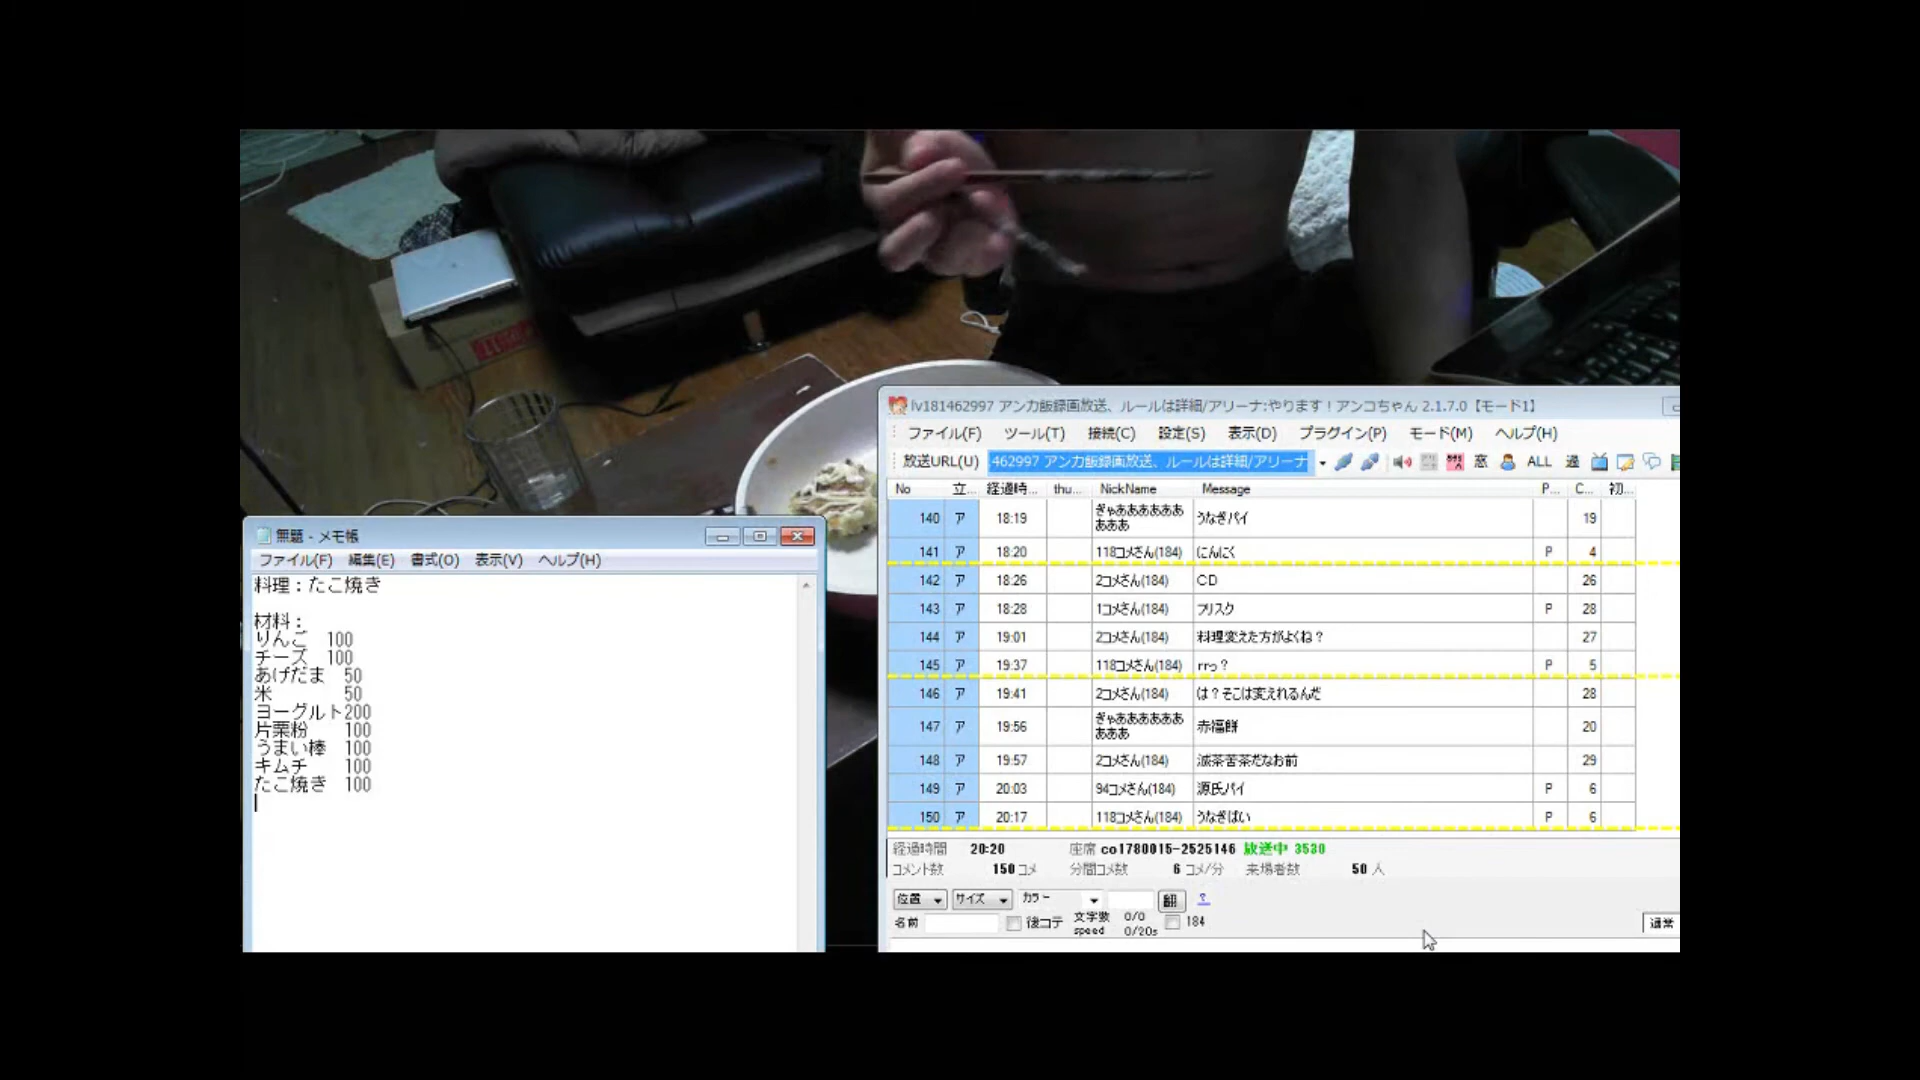 lv181462997 アンカ飯録画放送、ルールは詳細/アリーナ:やります！アンコちゃん 2.1.7.0【モード1】
ファイル(F) ツール(T) 接続(C) 設定(S) 表示(D) プラグイン(P) モード(M) ヘルプ(H)
放送URL(U) 462997 アンカ飯録画放送、ルールは詳細/アリーナ 窓 ALL 過
No 立... 経過時... thu... NickName Message P... C... 初...
140 ア 18:19 ぎゃあああああああああ うなぎパイ 19
141 ア 18:20 118コメさん(184) にんにく P 4
142 ア 18:26 2コメさん(184) CD 26
143 ア 18:28 1コメさん(184) フリスク P 28
144 ア 19:01 2コメさん(184) 料理変えた方がよくね？ 27
145 ア 19:37 118コメさん(184) rrっ？ P 5
146 ア 19:41 2コメさん(184) は？そこは変えれるんだ 28
147 ア 19:56 ぎゃあああああああああ 赤福餅 20
148 ア 19:57 2コメさん(184) 滅茶苦茶だなお前 29
149 ア 20:03 94コメさん(184) 源氏パイ P 6
150 ア 20:17 118コメさん(184) うなぎぱい P 6
経過時間 20:20 座席 co1780015-2525146 放送中 3530
コメント数 150コメ 分間コメ数 6 コメ/分 来場者数 50 人
位置 サイズ カラー 翻 ?
名前 後コテ 文字数 0/0 184 通常
speed 0/20s
無題 - メモ帳
ファイル(F) 編集(E) 書式(O) 表示(V) ヘルプ(H)
料理：たこ焼き
材料：
りんご 100
チーズ 100
あげだま 50
米 50
ヨーグルト200
片栗粉 100
うまい棒 100
キムチ 100
たこ焼き 100